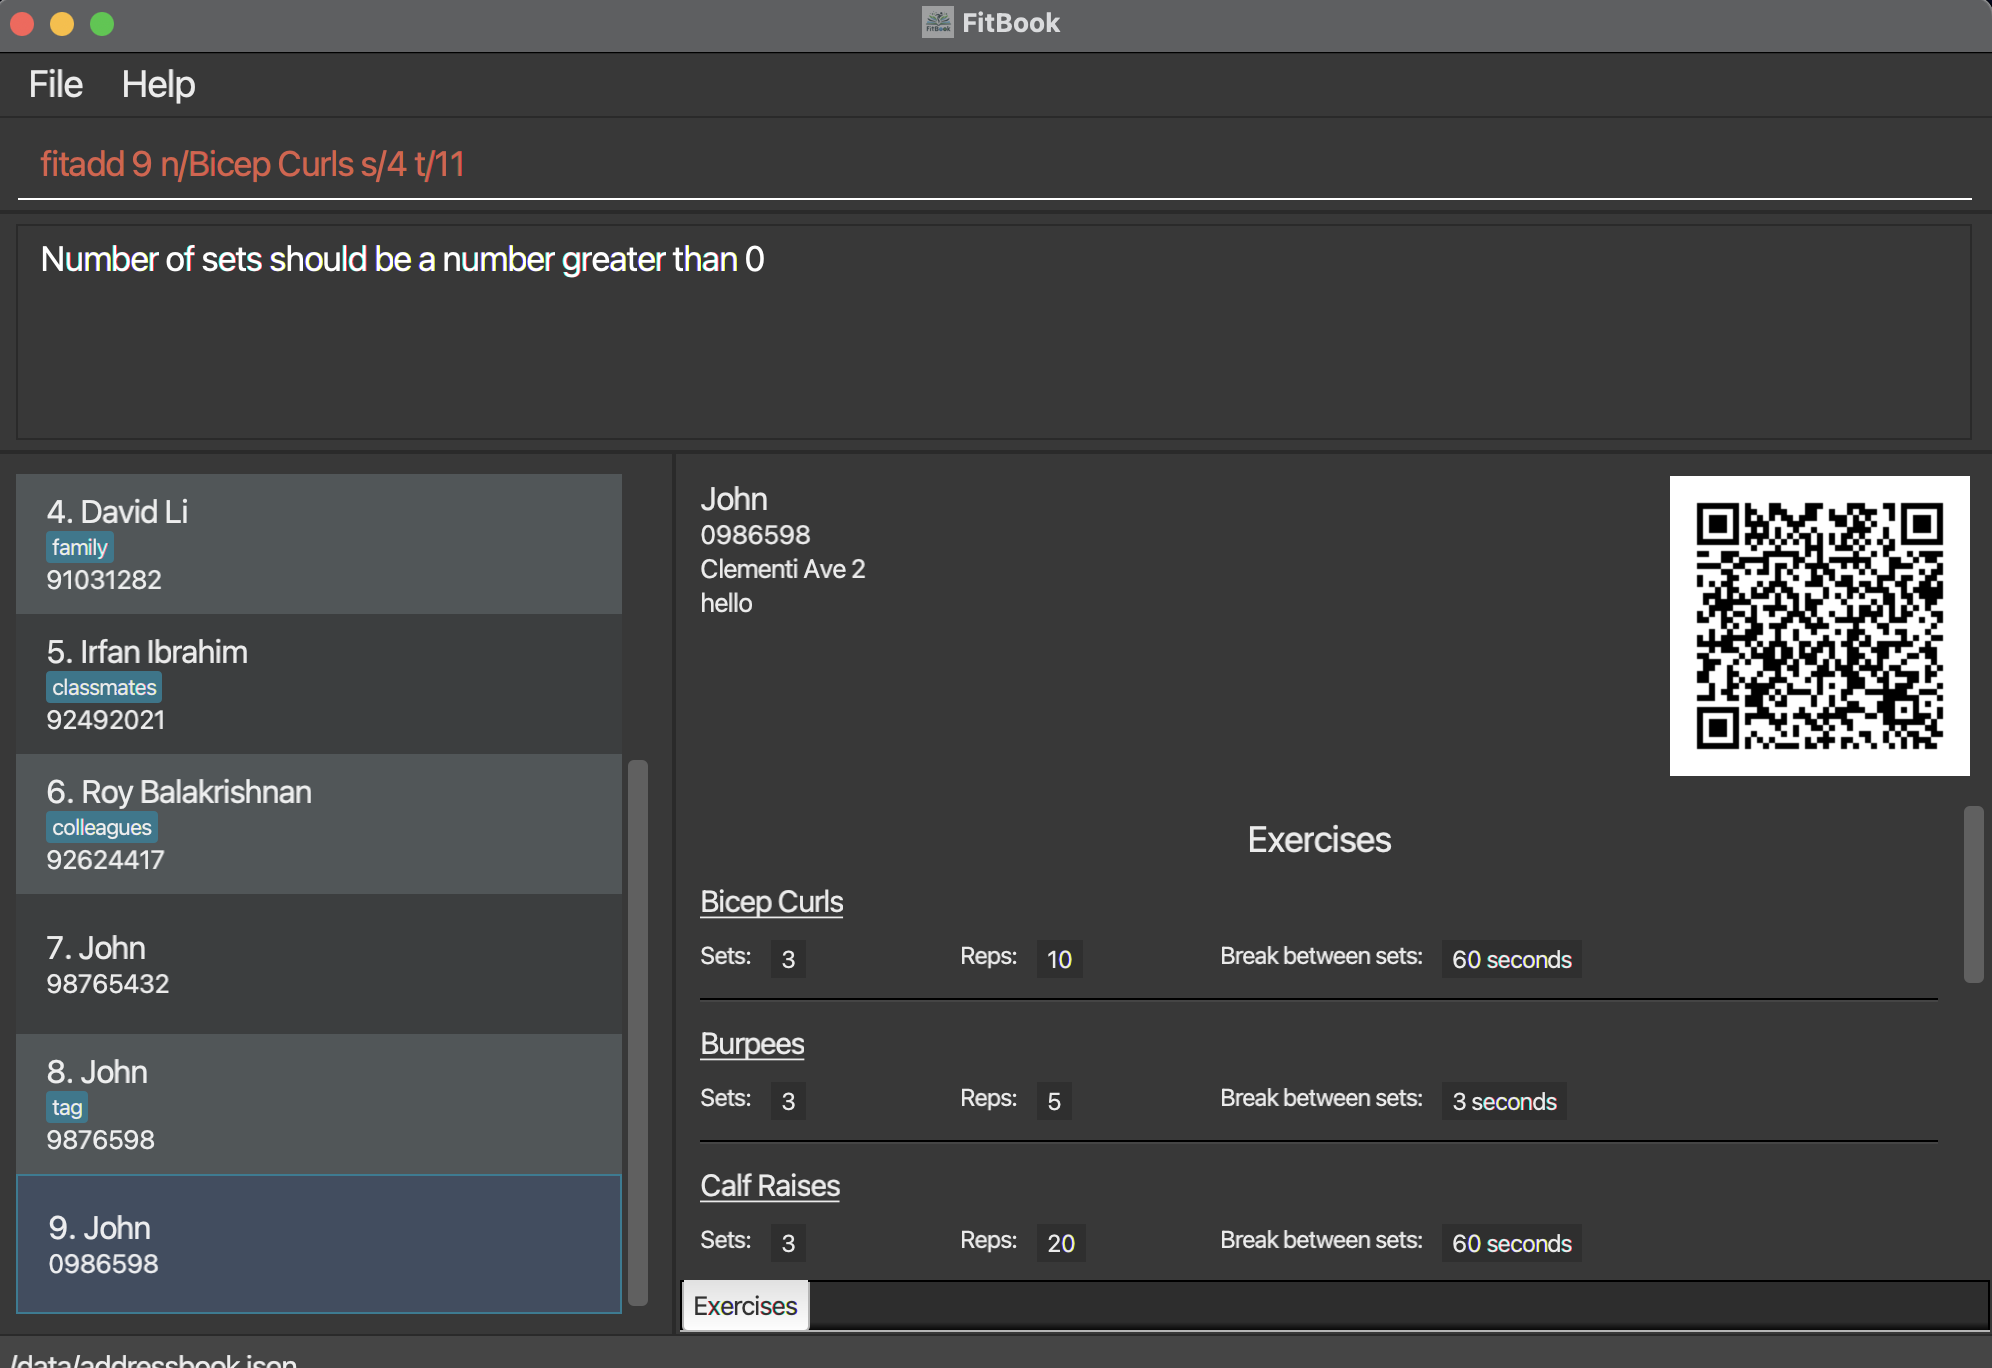 FitBook
File Help
fitadd 9 n/Bicep Curls s/4 t/11
Number of sets should be a number greater than 0
4. David Li
family
91031282
5. Irfan Ibrahim
classmates
92492021
6. Roy Balakrishnan
colleagues
92624417
7. John
98765432
8. John
tag
9876598
9. John
0986598
John
0986598
Clementi Ave 2
hello
Exercises
Bicep Curls
Sets: 3 Reps: 10 Break between sets: 60 seconds
Burpees
Sets: 3 Reps: 5 Break between sets: 3 seconds
Calf Raises
Sets: 3 Reps: 20 Break between sets: 60 seconds
Exercises
/data/addressbook.json